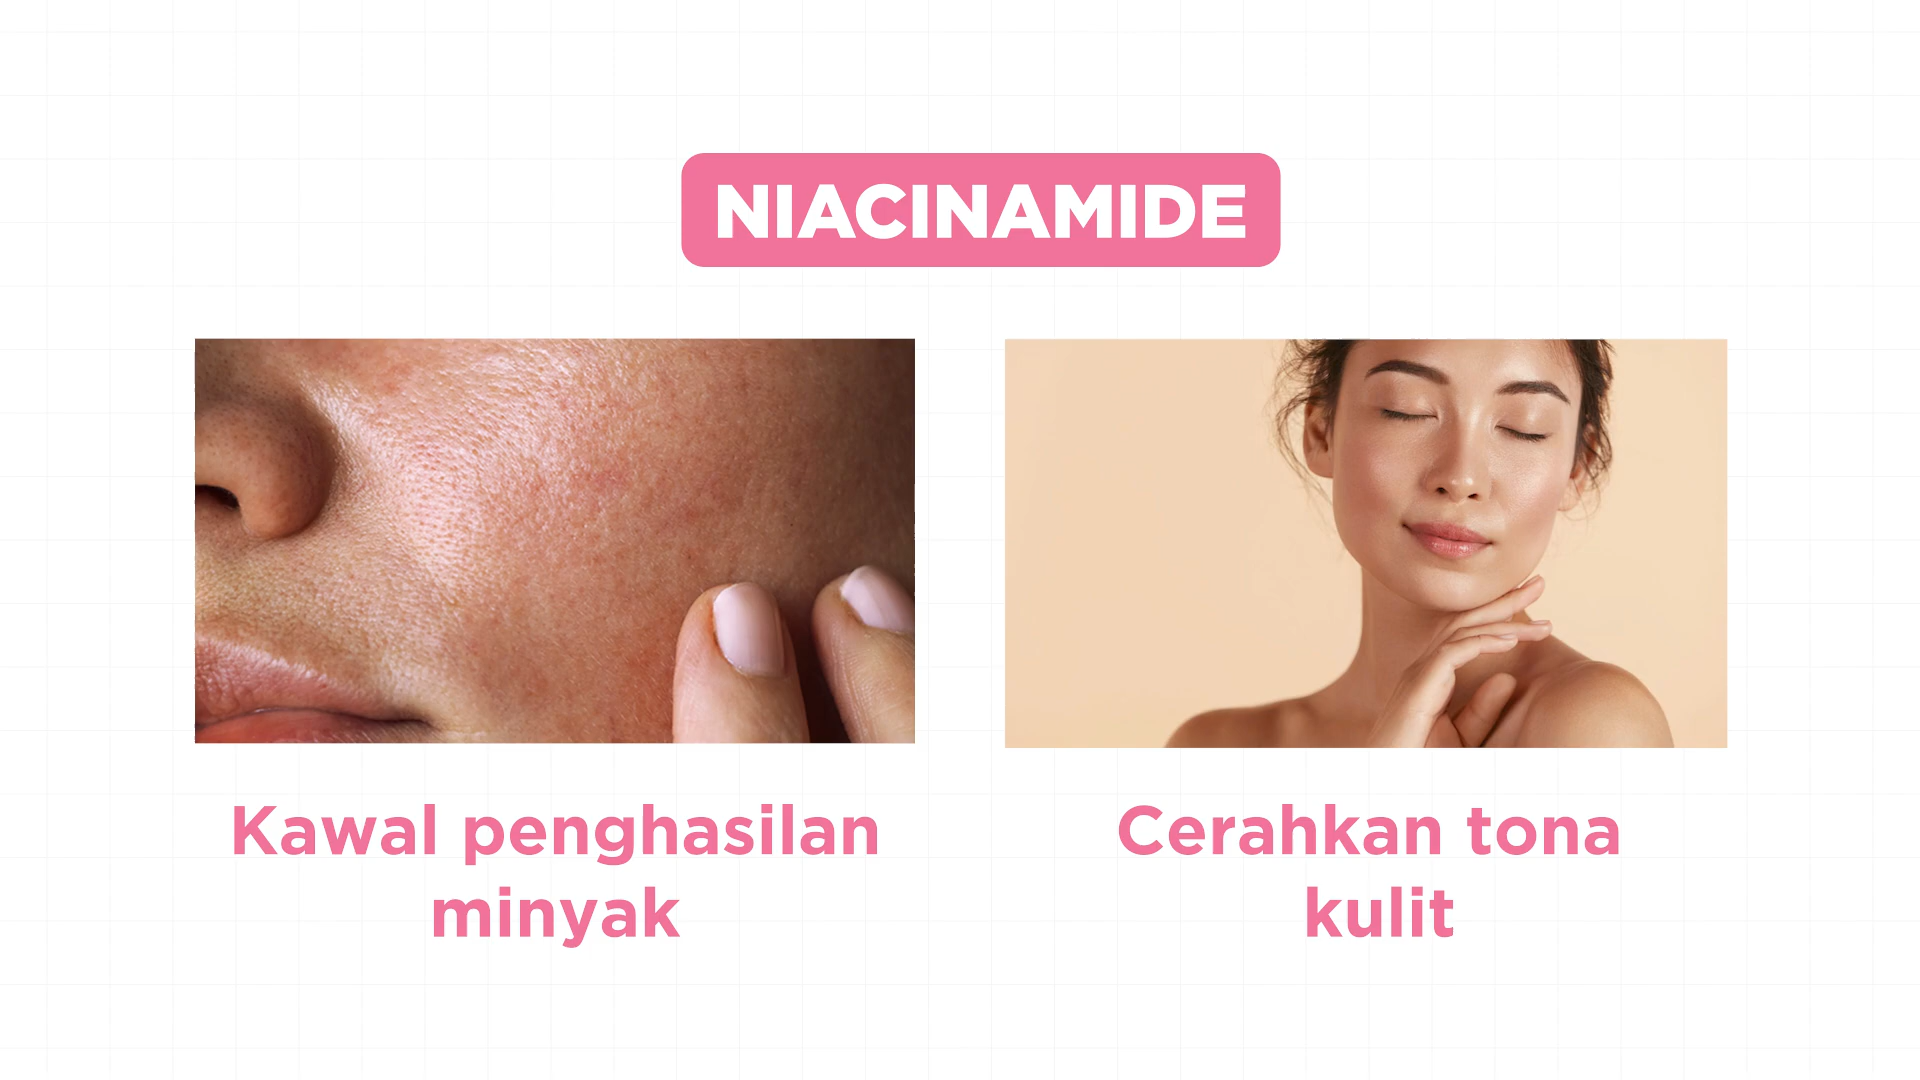 NIACINAMIDE
Kawal penghasilan
minyak
Cerahkan tona
kulit